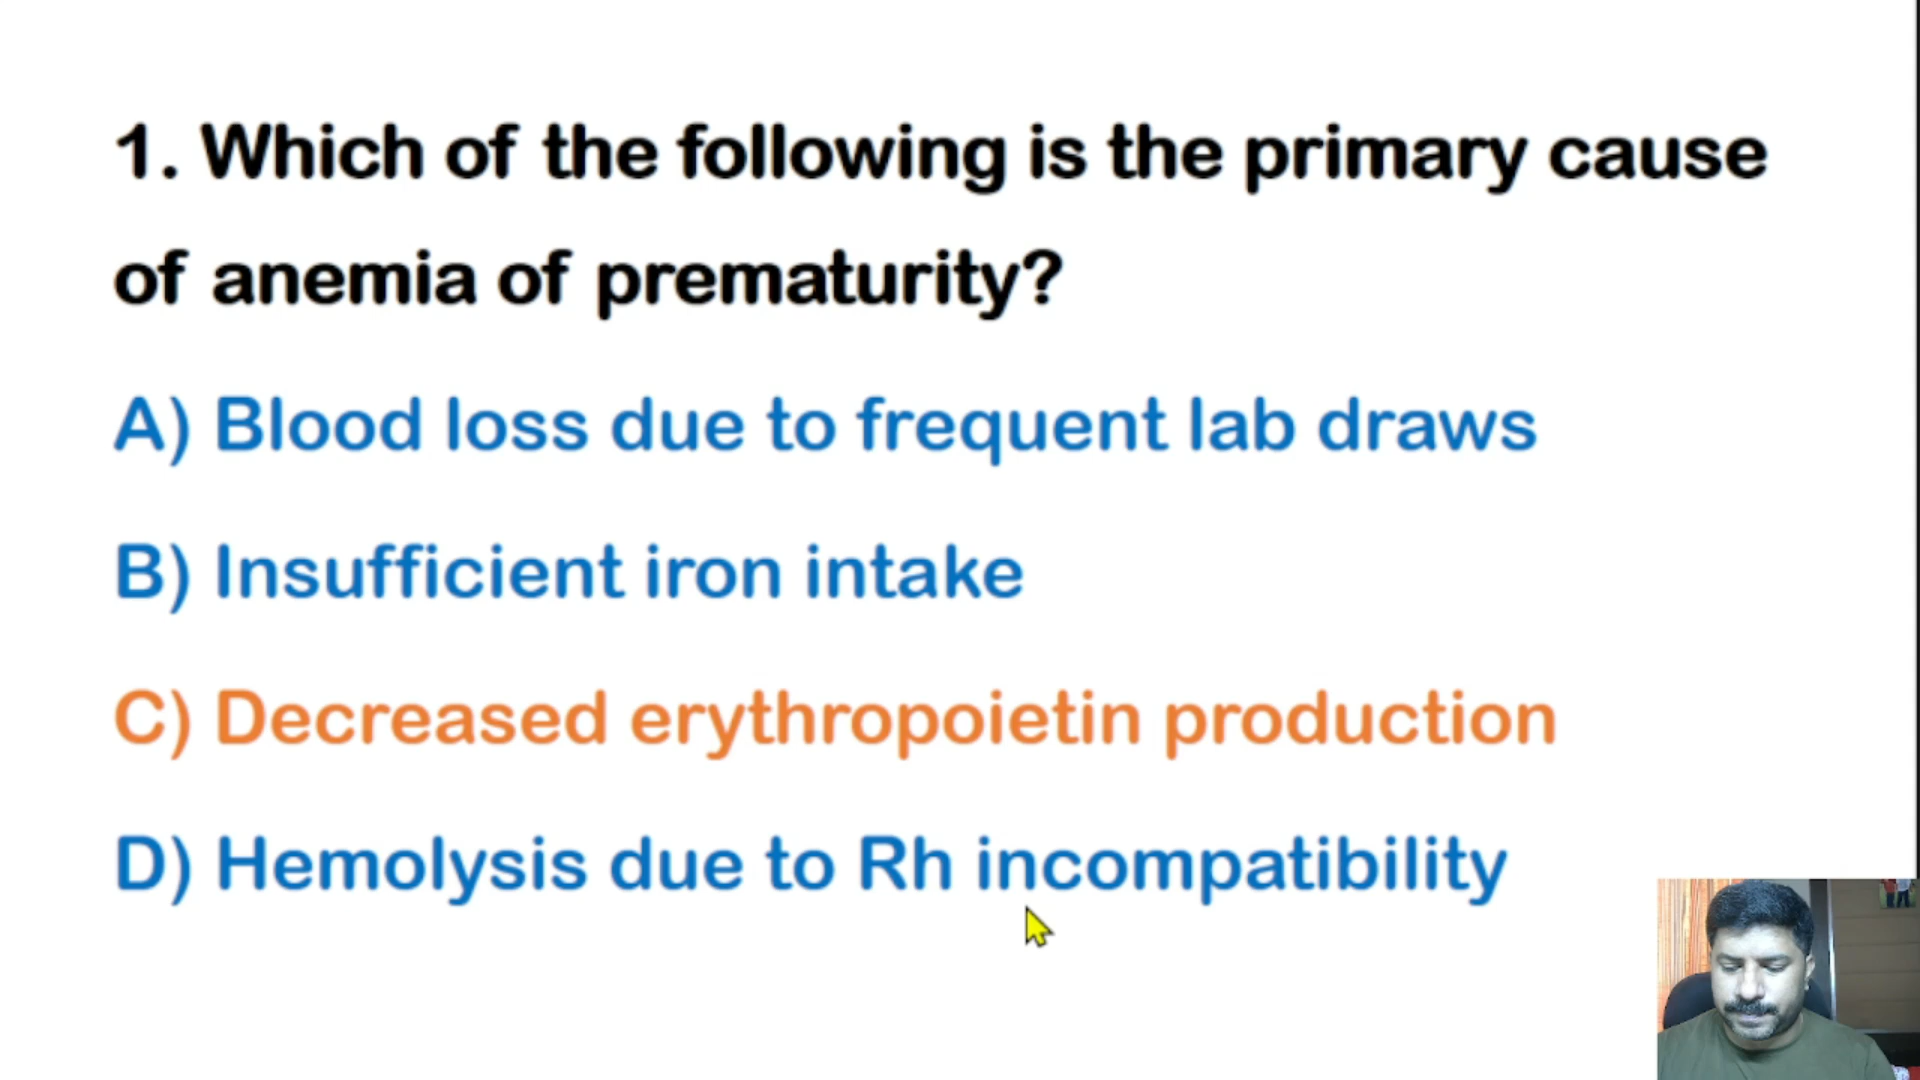 1. Which of the following is the primary cause
of anemia of prematurity?
A) Blood loss due to frequent lab draws
B) Insufficient iron intake
C) Decreased erythropoietin production
D) Hemolysis due to Rh incompatibility